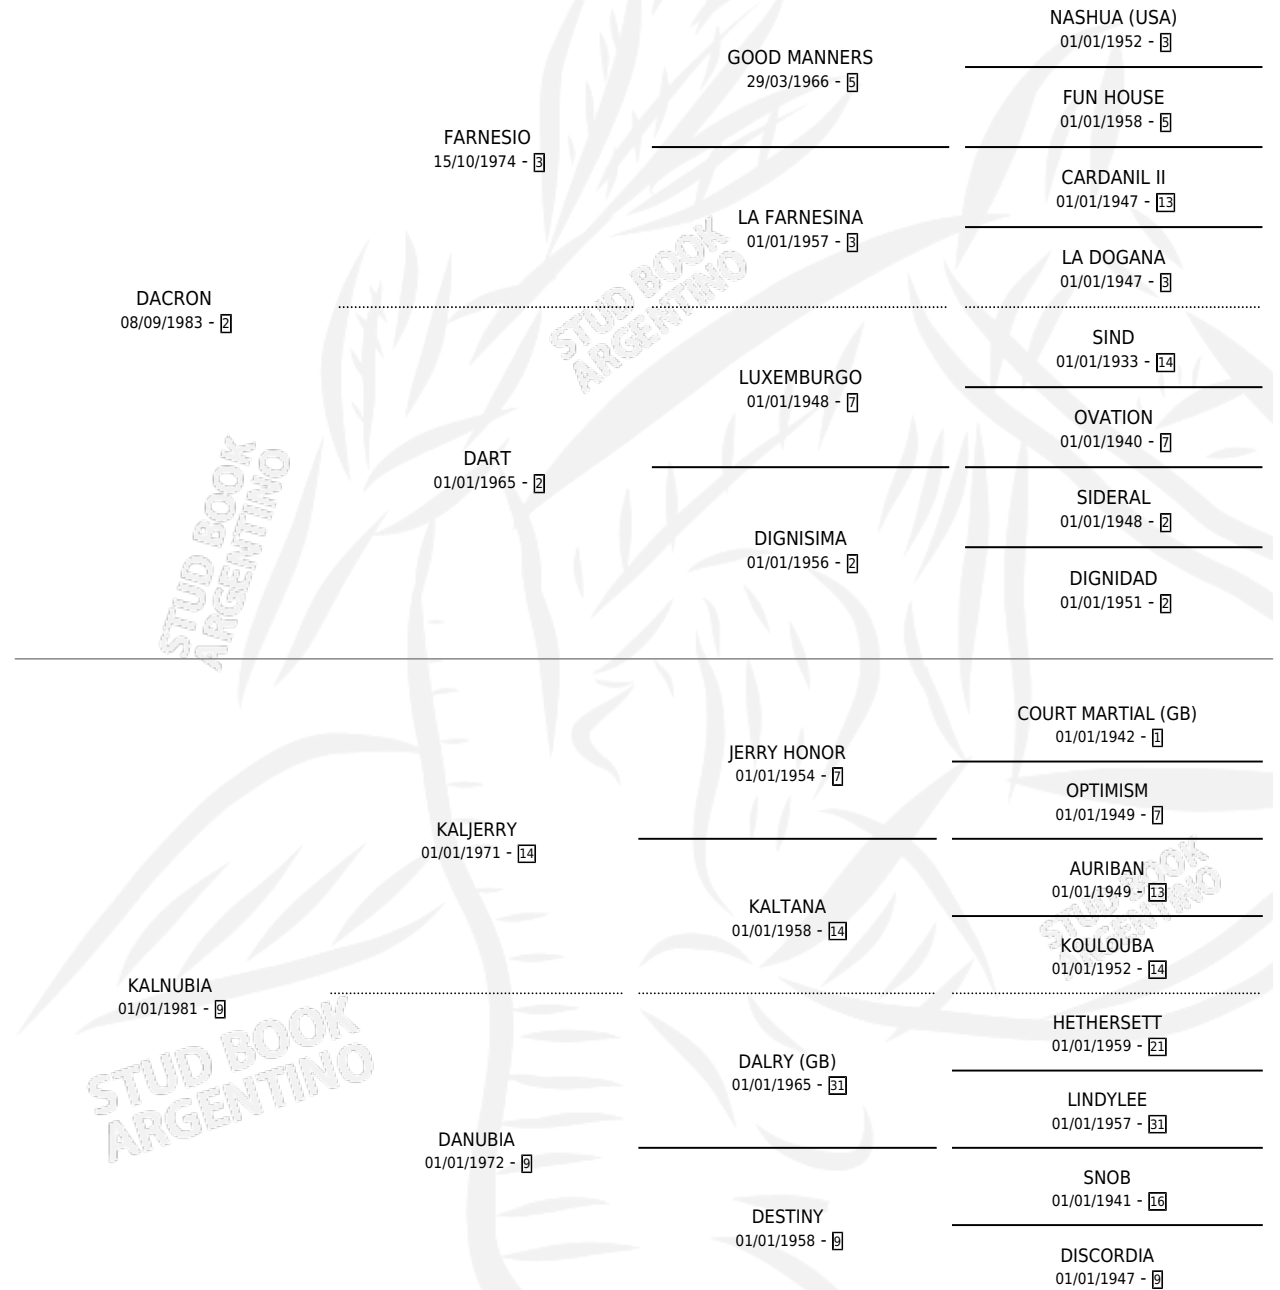 NASHUA (USA)
01/01/1952 - 3
GOOD MANNERS
29/03/1966 - 5
FUN HOUSE
01/01/1958 - 5
FARNESIO
15/10/1974 - 3
CARDANIL II
01/01/1947 - 13
LA FARNESINA
01/01/1957 - 3
LA DOGANA
01/01/1947 - 3
DACRON
08/09/1983 - 2
SIND
01/01/1933 - 14
LUXEMBURGO
01/01/1948 - 7
OVATION
01/01/1940 - 7
DART
01/01/1965 - 2
SIDERAL
01/01/1948 - 2
DIGNISIMA
01/01/1956 - 2
DIGNIDAD
01/01/1951 - 2
COURT MARTIAL (GB)
01/01/1942 - 1
JERRY HONOR
01/01/1954 - 7
OPTIMISM
01/01/1949 - 7
KALJERRY
01/01/1971 - 14
AURIBAN
01/01/1949 - 13
KALTANA
01/01/1958 - 14
KOULOUBA
01/01/1952 - 14
KALNUBIA
01/01/1981 - 9
HETHERSETT
01/01/1959 - 21
DALRY (GB)
01/01/1965 - 31
LINDYLEE
01/01/1957 - 31
DANUBIA
01/01/1972 - 9
SNOB
01/01/1941 - 16
DESTINY
01/01/1958 - 9
DISCORDIA
01/01/1947 - 9
STUD BOOK
ARGENTINO
STUD BOOK
ARGENTINO
STUD BOOK
ARGENTINO
STUD BOOK
ARGENTINO